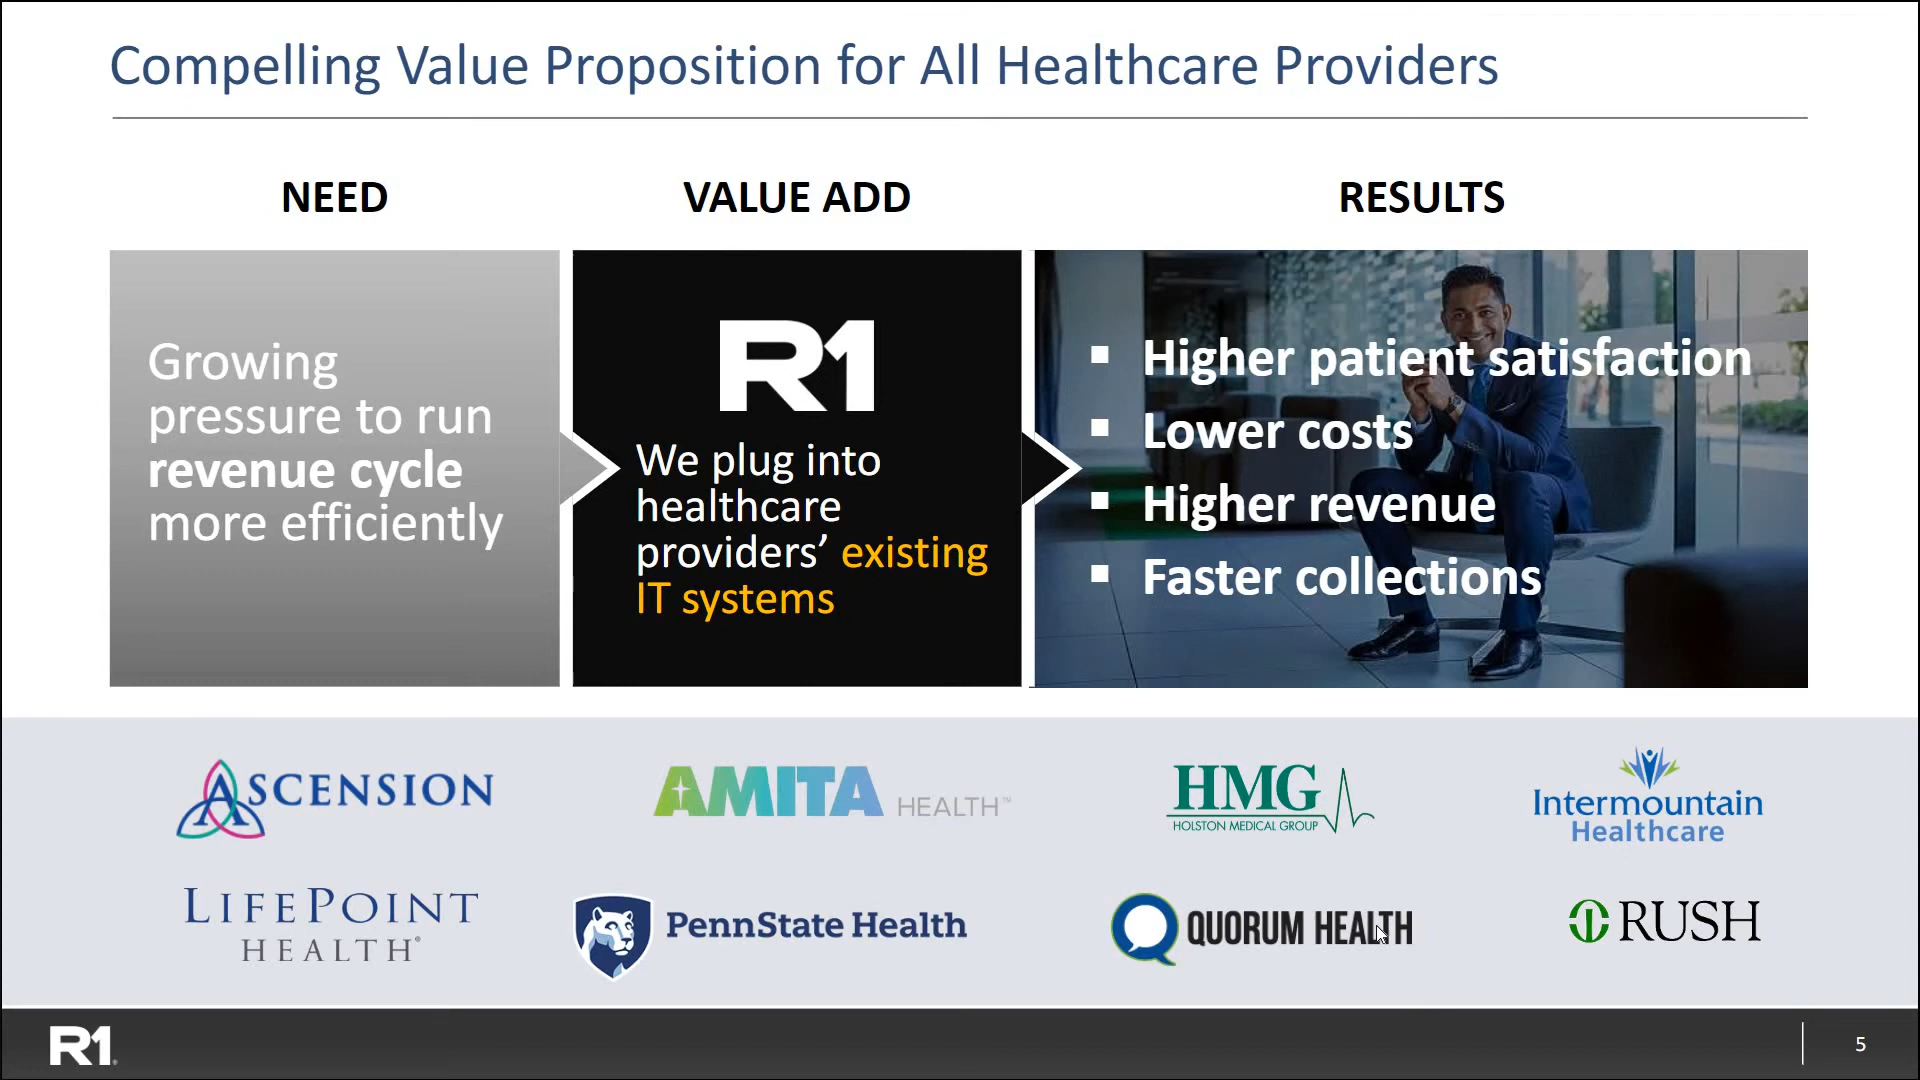 Compelling Value Proposition for All Healthcare Providers
NEED
VALUE ADD
RESULTS
Growing
pressure to run
revenue cycle
more efficiently
R1
We plug into
healthcare
providers’ existing
IT systems
▪ Higher patient satisfaction
▪ Lower costs
▪ Higher revenue
▪ Faster collections
ASCENSION
AMITA HEALTH™
HMG
HOLSTON MEDICAL GROUP
Intermountain
Healthcare
LIFEPOINT
HEALTH®
PennState Health
QUORUM HEALTH
RUSH
R1®
5